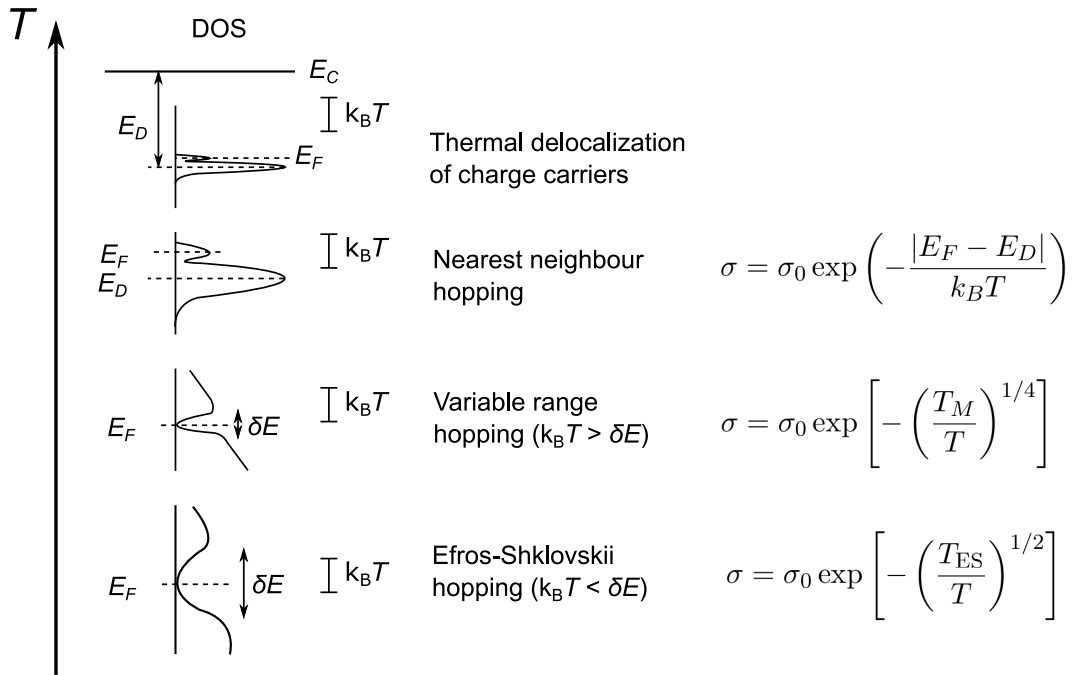 T
DOS
E_C
k_BT
E_D
E_F
Thermal delocalization
of charge carriers
E_F
E_D
k_BT
Nearest neighbour
hopping
σ = σ_0 exp(−|E_F − E_D|/k_BT)
E_F
δE
k_BT
Variable range
hopping (k_BT > δE)
σ = σ_0 exp[−(T_M/T)^{1/4}]
E_F
δE
k_BT
Efros-Shklovskii
hopping (k_BT < δE)
σ = σ_0 exp[−(T_ES/T)^{1/2}]